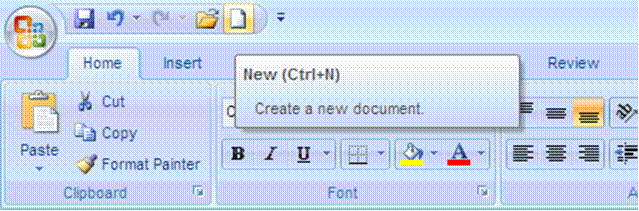 Home Insert Review
New (Ctrl+N)
Create a new document.
Cut
Copy
Format Painter
Paste
B I U A
Clipboard Font